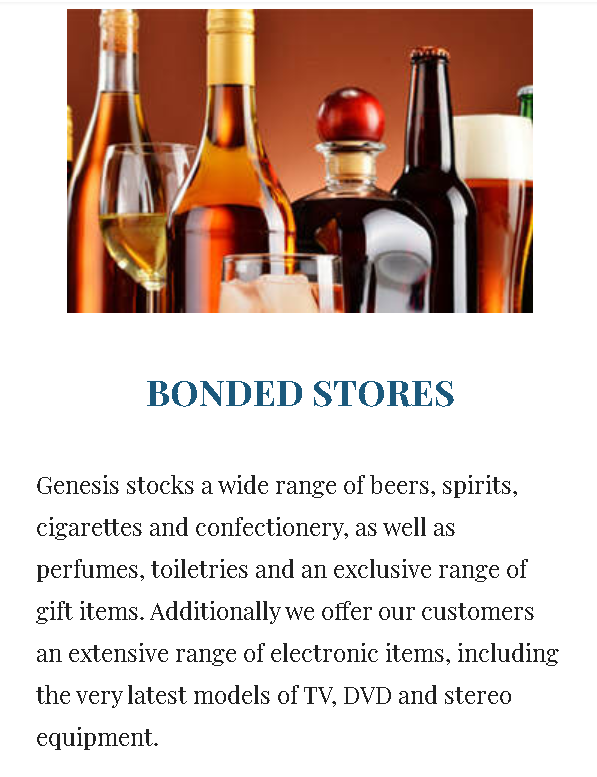 BONDED STORES
Genesis stocks a wide range of beers, spirits,
cigarettes and confectionery, as well as
perfumes, toiletries and an exclusive range of
gift items. Additionally we offer our customers
an extensive range of electronic items, including
the very latest models of TV, DVD and stereo
equipment.